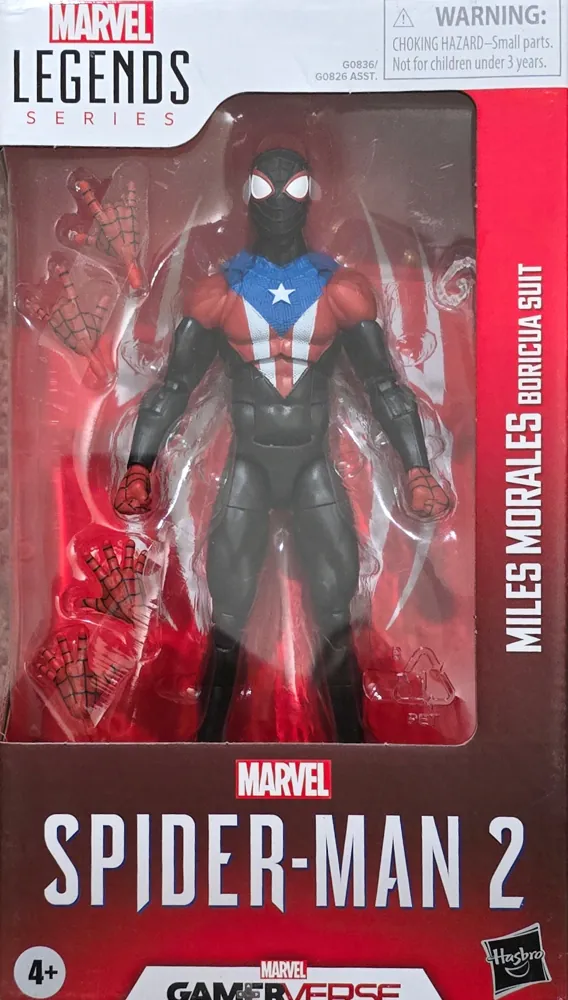 MARVEL
LEGENDS
SERIES
G0836/
G0826 ASST.
WARNING:
CHOKING HAZARD–Small parts.
Not for children under 3 years.
MILES MORALES BORICUA SUIT
PET
MARVEL
SPIDER-MAN 2
4+
MARVEL
GAMERVERSE
Hasbro